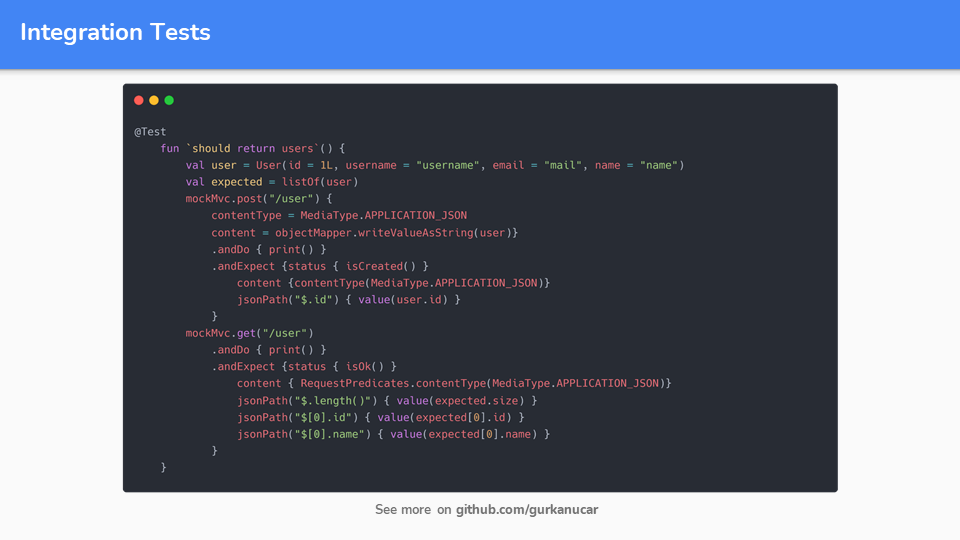 Integration Tests
@Test
    fun `should return users`() {
        val user = User(id = 1L, username = "username", email = "mail", name = "name")
        val expected = listOf(user)
        mockMvc.post("/user") {
            contentType = MediaType.APPLICATION_JSON
            content = objectMapper.writeValueAsString(user)}
            .andDo { print() }
            .andExpect {status { isCreated() }
                content {contentType(MediaType.APPLICATION_JSON)}
                jsonPath("$.id") { value(user.id) }
            }
        mockMvc.get("/user")
            .andDo { print() }
            .andExpect {status { isOk() }
                content { RequestPredicates.contentType(MediaType.APPLICATION_JSON)}
                jsonPath("$.length()") { value(expected.size) }
                jsonPath("$[0].id") { value(expected[0].id) }
                jsonPath("$[0].name") { value(expected[0].name) }
            }
    }
See more on github.com/gurkanucar